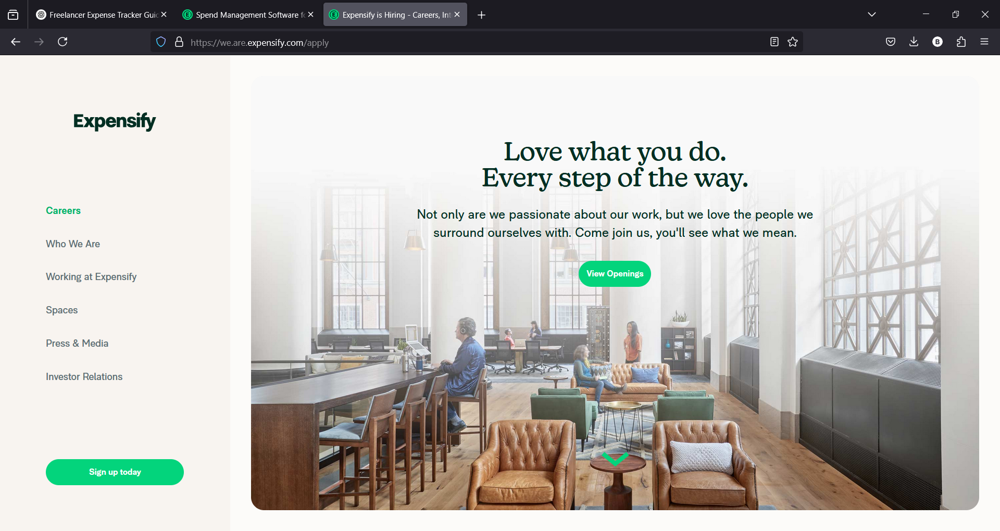 Freelancer Expense Tracker Guid
Spend Management Software fo
Expensify is Hiring - Careers, Int
https://we.are.expensify.com/apply
B
Expensify
Careers
Who We Are
Working at Expensify
Spaces
Press & Media
Investor Relations
Sign up today
Love what you do.
Every step of the way.
Not only are we passionate about our work, but we love the people we
surround ourselves with. Come join us, you'll see what we mean.
View Openings